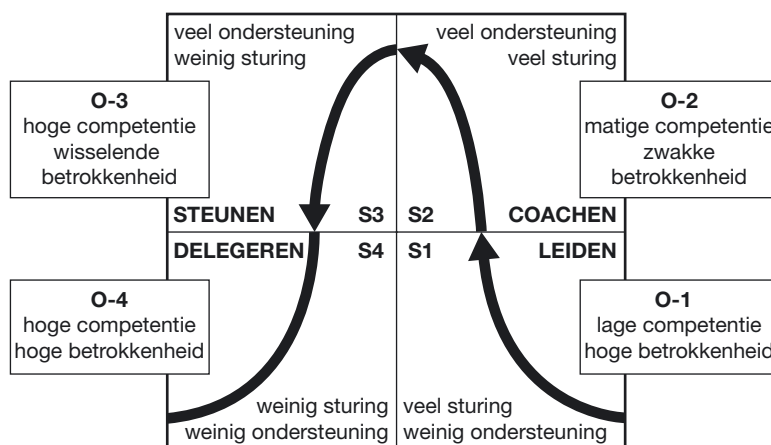 veel ondersteuning
weinig sturing
veel ondersteuning
veel sturing
O-3
hoge competentie
wisselende
betrokkenheid
O-2
matige competentie
zwakke
betrokkenheid
STEUNEN S3
S2 COACHEN
DELEGEREN S4
S1 LEIDEN
O-4
hoge competentie
hoge betrokkenheid
O-1
lage competentie
hoge betrokkenheid
weinig sturing
weinig ondersteuning
veel sturing
weinig ondersteuning